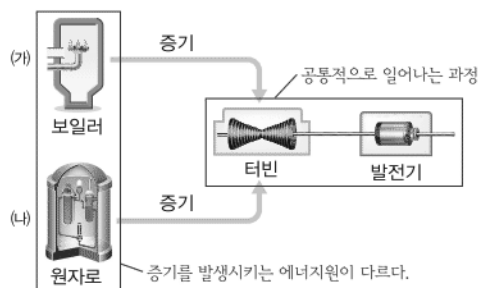 (가)
보일러
증기
공통적으로 일어나는 과정
터빈
발전기
(나)
원자로
증기
증기를 발생시키는 에너지원이 다르다.